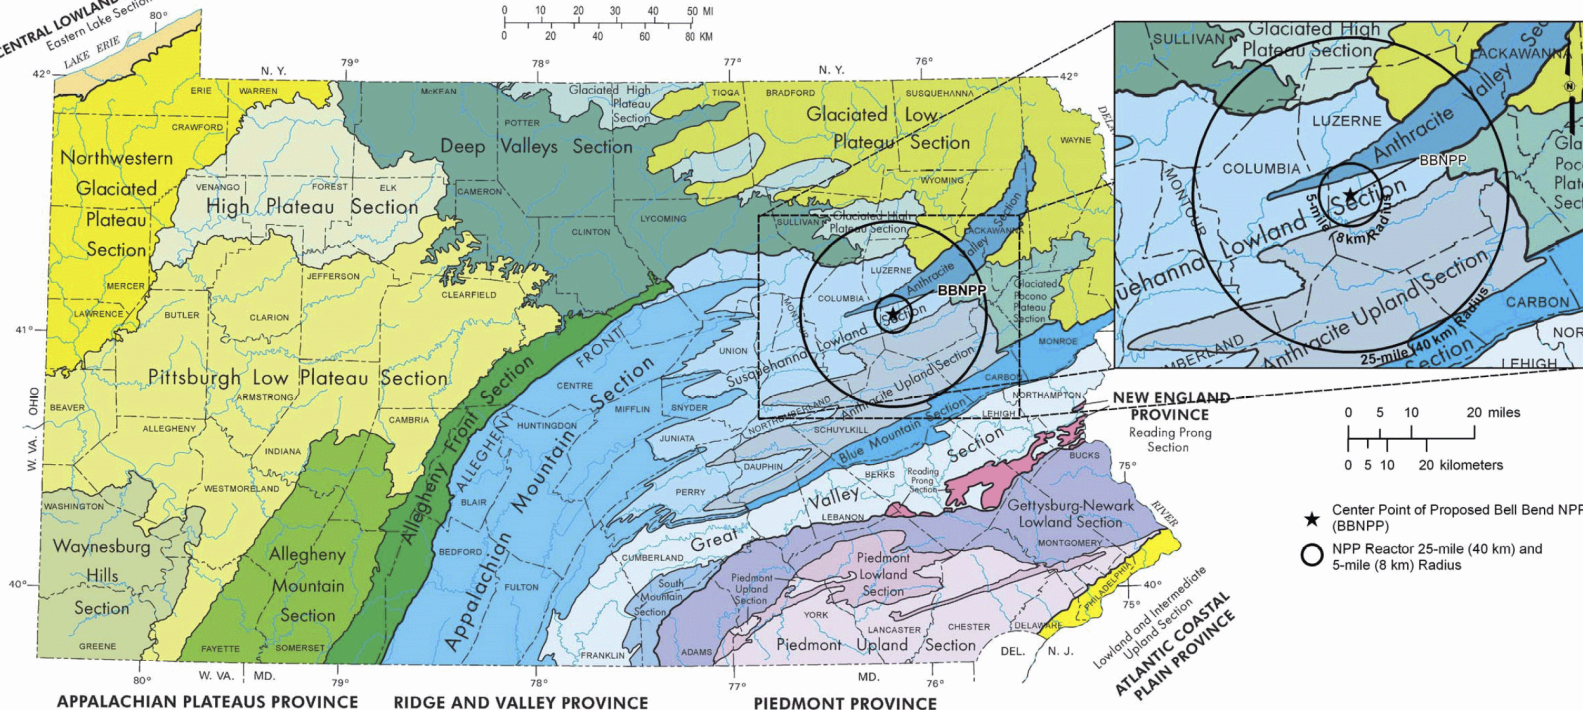 CENTRAL LOWLAND
Eastern Lake Section
LAKE ERIE
80°
42°
N. Y.
79°
78°
77°
N. Y.
76°
42°
0 10 20 30 40 50 MI
0 20 40 60 80 KM
ERIE
WARREN
McKEAN
Glaciated High
Plateau
Section
TIOGA
BRADFORD
SUSQUEHANNA
CRAWFORD
POTTER
Glaciated Low
Plateau Section
WAYNE
Northwestern
Glaciated
Plateau
Section
Deep Valleys Section
VENANGO
FOREST
ELK
CAMERON
WYOMING
High Plateau Section
LYCOMING
CLINTON
SULLIVAN
Glaciated High
Plateau Section
LACKAWANNA
MERCER
JEFFERSON
CLEARFIELD
LUZERNE
Anthracite Valley Section
COLUMBIA
MONTOUR
BBNPP
Glaciated
Pocono
Plateau
Section
LAWRENCE
BUTLER
CLARION
41°
Susquehanna Lowland Section
MONROE
UNION
Pittsburgh Low Plateau Section
CENTRE
ARMSTRONG
Allegheny Front Section
ALLEGHENY FRONT
Appalachian Mountain Section
Anthracite Upland Section
CARBON
OHIO
W. VA.
BEAVER
ALLEGHENY
CAMBRIA
HUNTINGDON
MIFFLIN
SNYDER
NORTHUMBERLAND
NORTHAMPTON
LEHIGH
SCHUYLKILL
Blue Mountain Section
NEW ENGLAND
PROVINCE
Reading Prong
Section
INDIANA
JUNIATA
DAUPHIN
BERKS
Reading
Prong
Section
BUCKS
75°
WASHINGTON
WESTMORELAND
BLAIR
PERRY
Great Valley Section
LEBANON
Gettysburg-Newark
Lowland Section
RIVER
MONTGOMERY
Waynesburg
Hills
Section
Allegheny
Mountain
Section
BEDFORD
CUMBERLAND
40°
FULTON
South
Mountain
Section
Piedmont
Upland
Section
Piedmont
Lowland
Section
PHILADELPHIA
40°
75°
Lowland and Intermediate
Upland Section
ATLANTIC COASTAL
PLAIN PROVINCE
YORK
LANCASTER
CHESTER
DELAWARE
GREENE
FAYETTE
SOMERSET
FRANKLIN
ADAMS
Piedmont Upland Section
DEL.
N. J.
80°
W. VA.
MD.
79°
78°
77°
MD.
76°
APPALACHIAN PLATEAUS PROVINCE
RIDGE AND VALLEY PROVINCE
PIEDMONT PROVINCE
SULLIVAN
Glaciated High
Plateau Section
LACKAWANNA
N
LUZERNE
Anthracite Valley Sec
COLUMBIA
BBNPP
MONTOUR
5-mile (8km) Radius
Gla
Poco
Plate
Sect
uehanna Lowland Section
Anthracite Upland Section
CARBON
MBERLAND
25-mile (40 km) Radius
Section
NOR
LEHIGH
0 5 10 20 miles
0 5 10 20 kilometers
Center Point of Proposed Bell Bend NPP
(BBNPP)
NPP Reactor 25-mile (40 km) and
5-mile (8 km) Radius